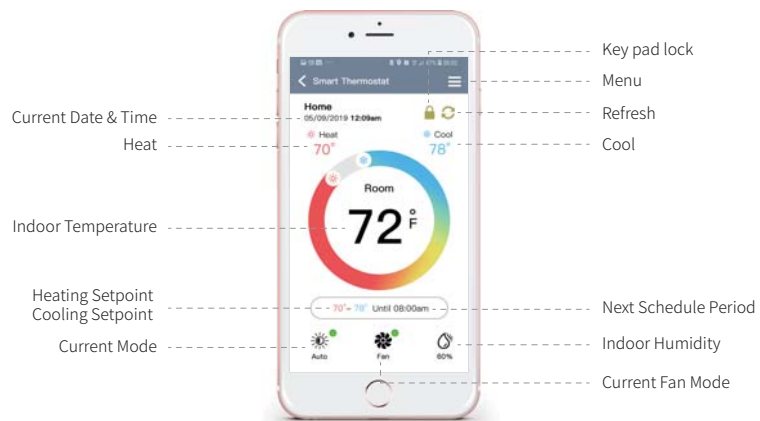 Key pad lock
Smart Thermostat
Menu
Home
Current Date & Time
05/09/2019 12:09am
Refresh
Heat
Heat
70°
Cool
78°
Cool
Room
Indoor Temperature
72°F
Heating Setpoint
Cooling Setpoint
70°~ 78° Until 08:00am
Next Schedule Period
Current Mode
Auto
Fan
60%
Indoor Humidity
Current Fan Mode